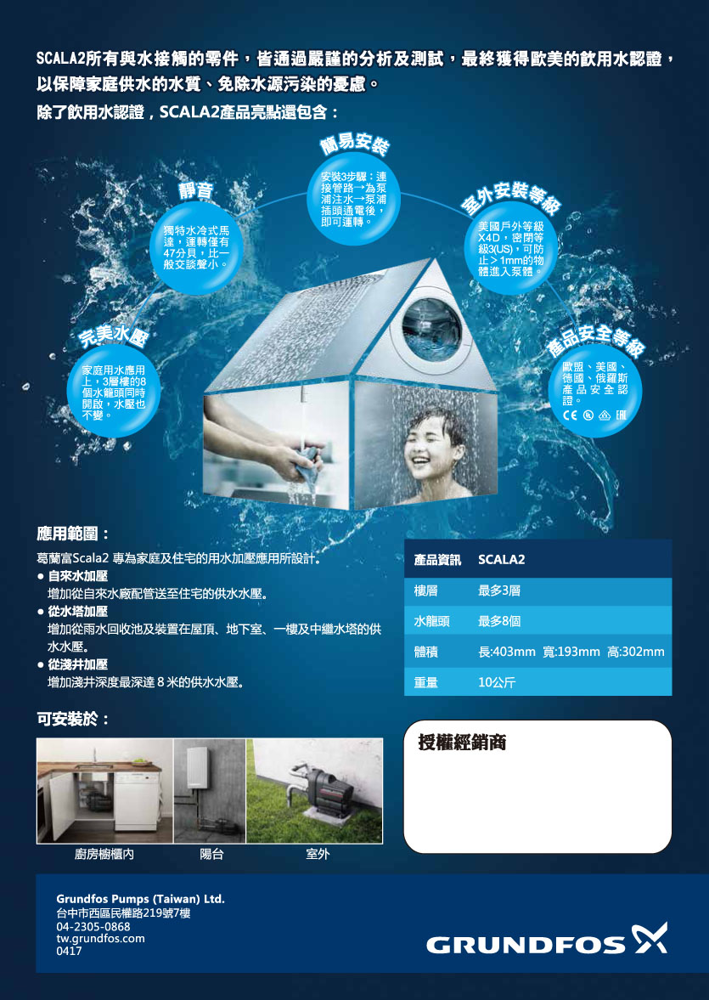 SCALA2所有與水接觸的零件，皆通過嚴謹的分析及測試，最終獲得歐美的飲用水認證，
以保障家庭供水的水質、免除水源污染的憂慮。
除了飲用水認證，SCALA2產品亮點還包含：
簡易安裝
安裝3步驟：連
接管路→為泵
浦注水→泵浦
插頭通電後，
即可運轉。
靜音
獨特水冷式馬
達，運轉僅有
47分貝，比一
般交談聲小。
室外安裝等級
美國戶外等級
X4D，密閉等
級3(US)，可防
止＞1mm的物
體進入泵體。
完美水壓
家庭用水應用
上，3層樓的8
個水龍頭同時
開啟，水壓也
不變。
產品安全等級
歐盟、美國、
德國、俄羅斯
產品安全認
證。
CE UL EAC
應用範圍：
葛蘭富Scala2 專為家庭及住宅的用水加壓應用所設計。
● 自來水加壓
增加從自來水廠配管送至住宅的供水水壓。
● 從水塔加壓
增加從雨水回收池及裝置在屋頂、地下室、一樓及中繼水塔的供
水水壓。
● 從淺井加壓
增加淺井深度最深達 8 米的供水水壓。
產品資訊 SCALA2
樓層 最多3層
水龍頭 最多8個
體積 長:403mm 寬:193mm 高:302mm
重量 10公斤
可安裝於：
廚房櫥櫃內 陽台 室外
授權經銷商
Grundfos Pumps (Taiwan) Ltd.
台中市西區民權路219號7樓
04-2305-0868
tw.grundfos.com
0417
GRUNDFOS